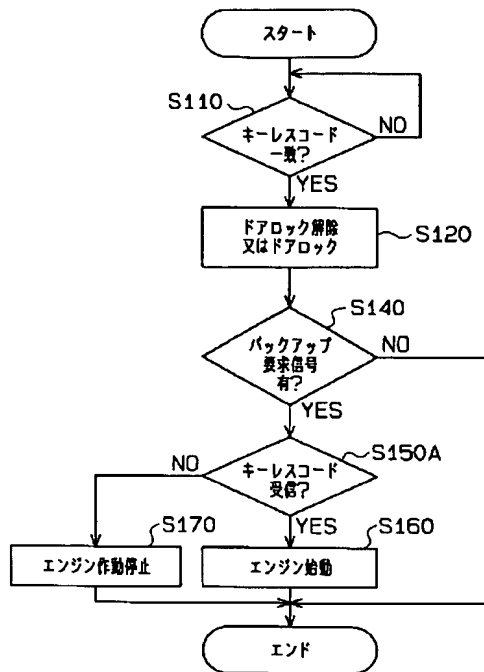 スタート
S110
キーレスコード
一致?
NO
YES
ドアロック解除
又はドアロック
S120
S140
バックアップ
要求信号
有?
NO
YES
S150A
キーレスコード
受信?
NO
YES
S170
エンジン作動停止
S160
エンジン始動
エンド